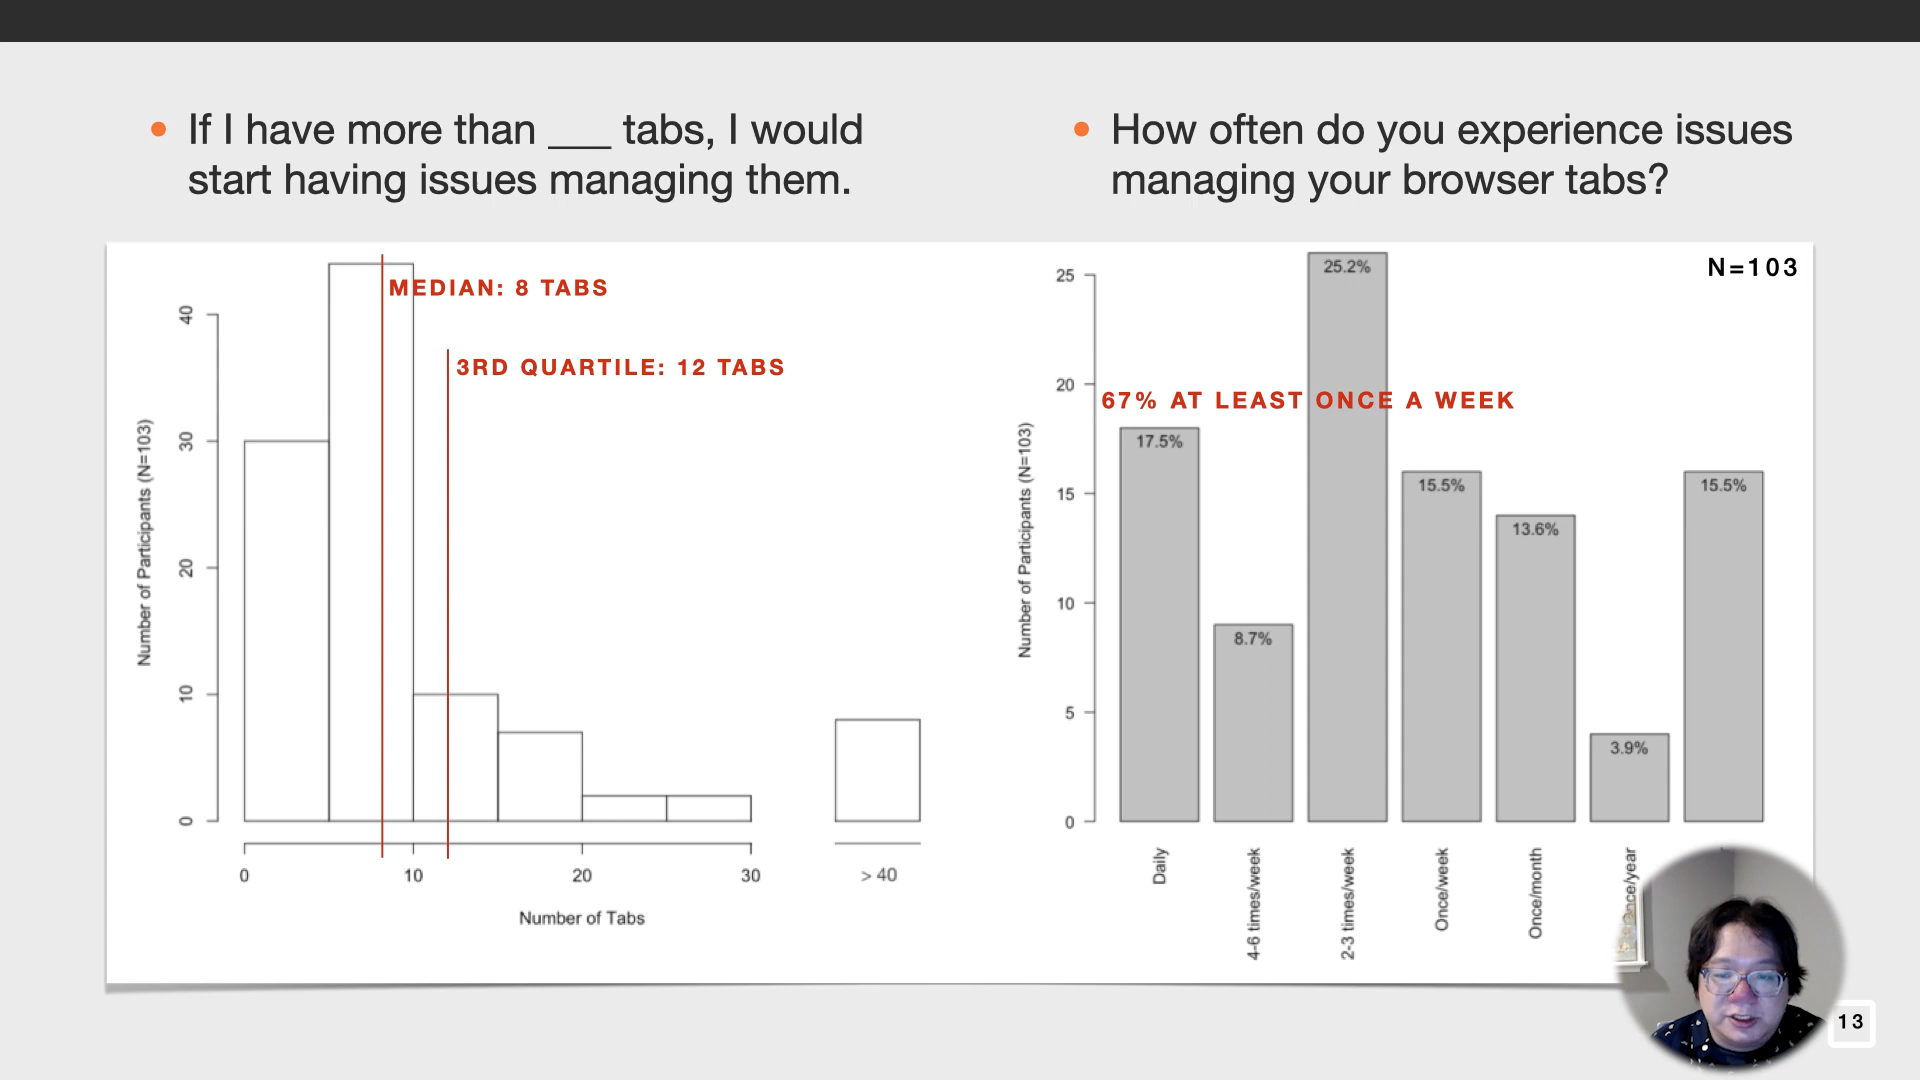 If I have more than ___ tabs, I would
start having issues managing them.
How often do you experience issues
managing your browser tabs?
MEDIAN: 8 TABS
3RD QUARTILE: 12 TABS
Number of Participants (N=103)
40
30
20
10
0
0
10
20
30
> 40
Number of Tabs
N=103
67% AT LEAST ONCE A WEEK
Number of Participants (N=103)
25
20
15
10
5
0
17.5%
8.7%
25.2%
15.5%
13.6%
3.9%
15.5%
Daily
4-6 times/week
2-3 times/week
Once/week
Once/month
nce/year
13